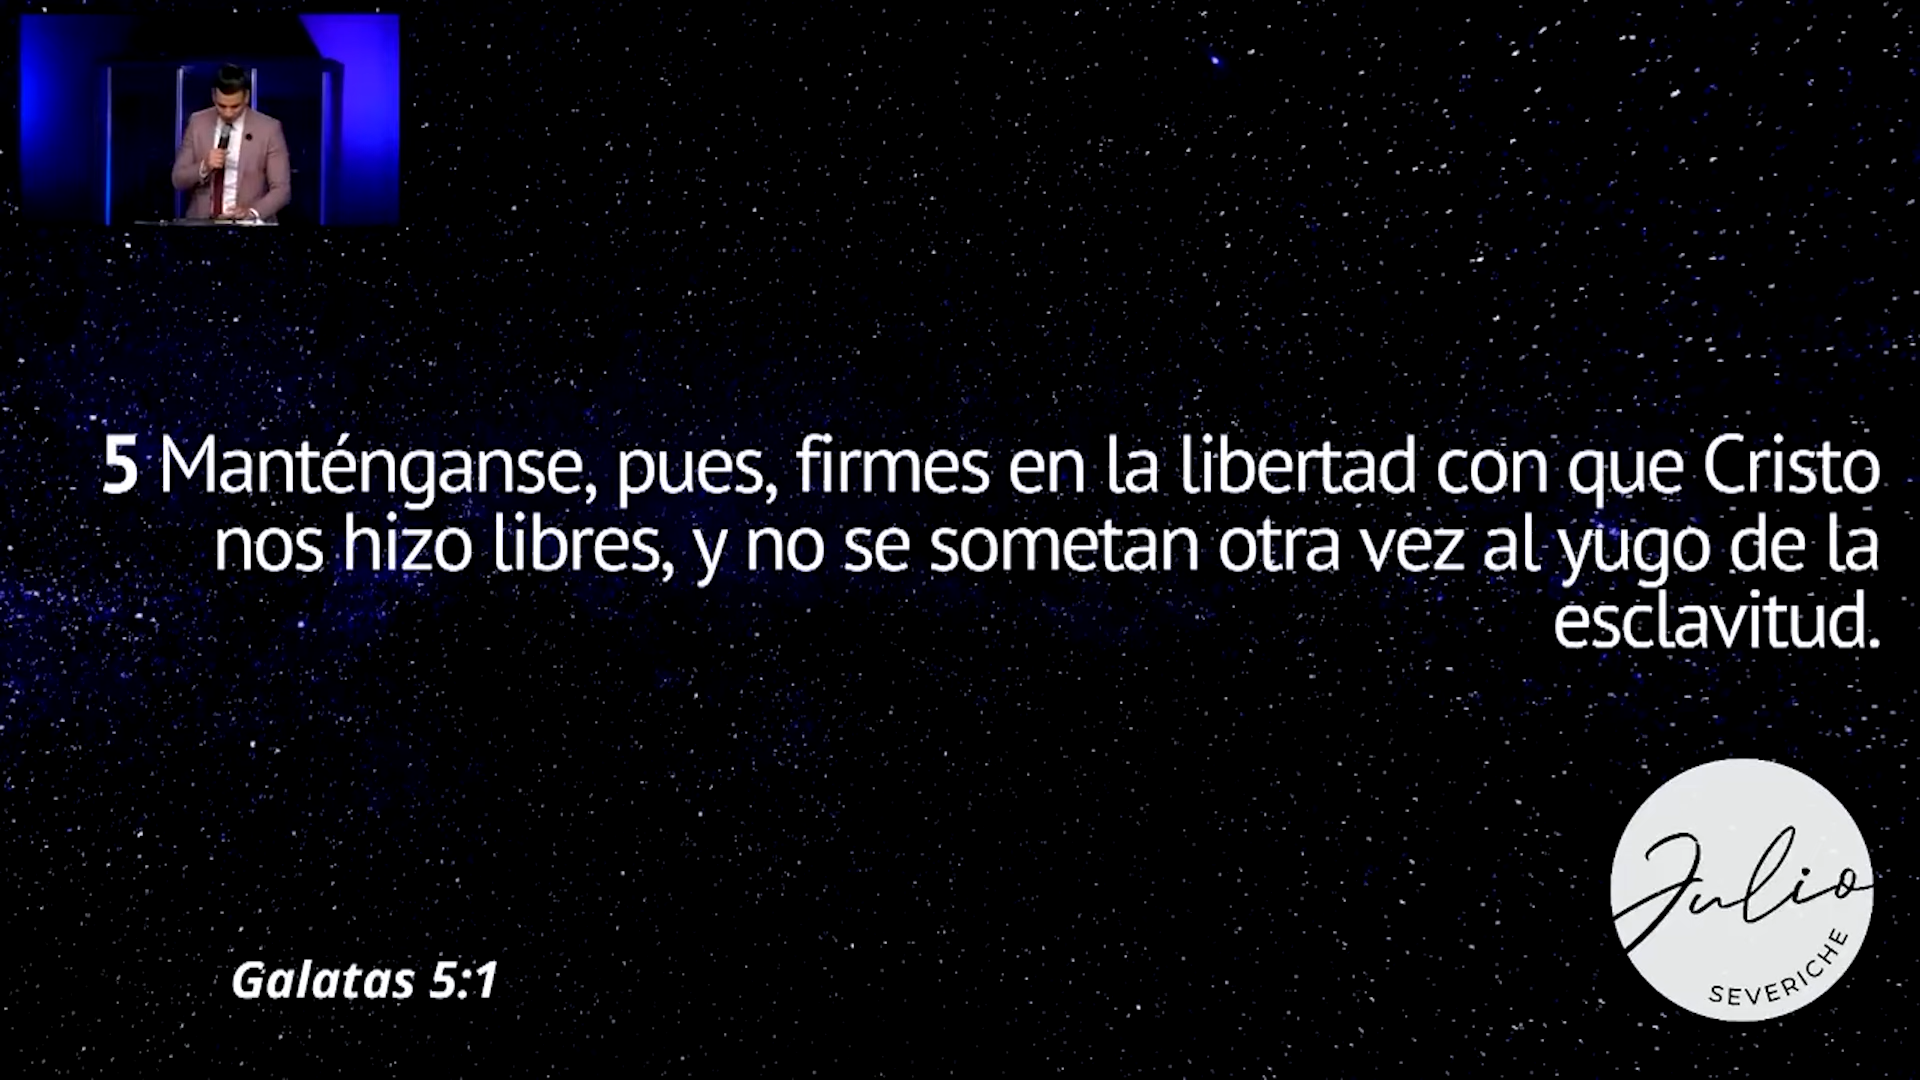 5 Manténganse, pues, firmes en la libertad con que Cristo
nos hizo libres, y no se sometan otra vez al yugo de la
esclavitud.
Galatas 5:1
Julio
SEVERICHE